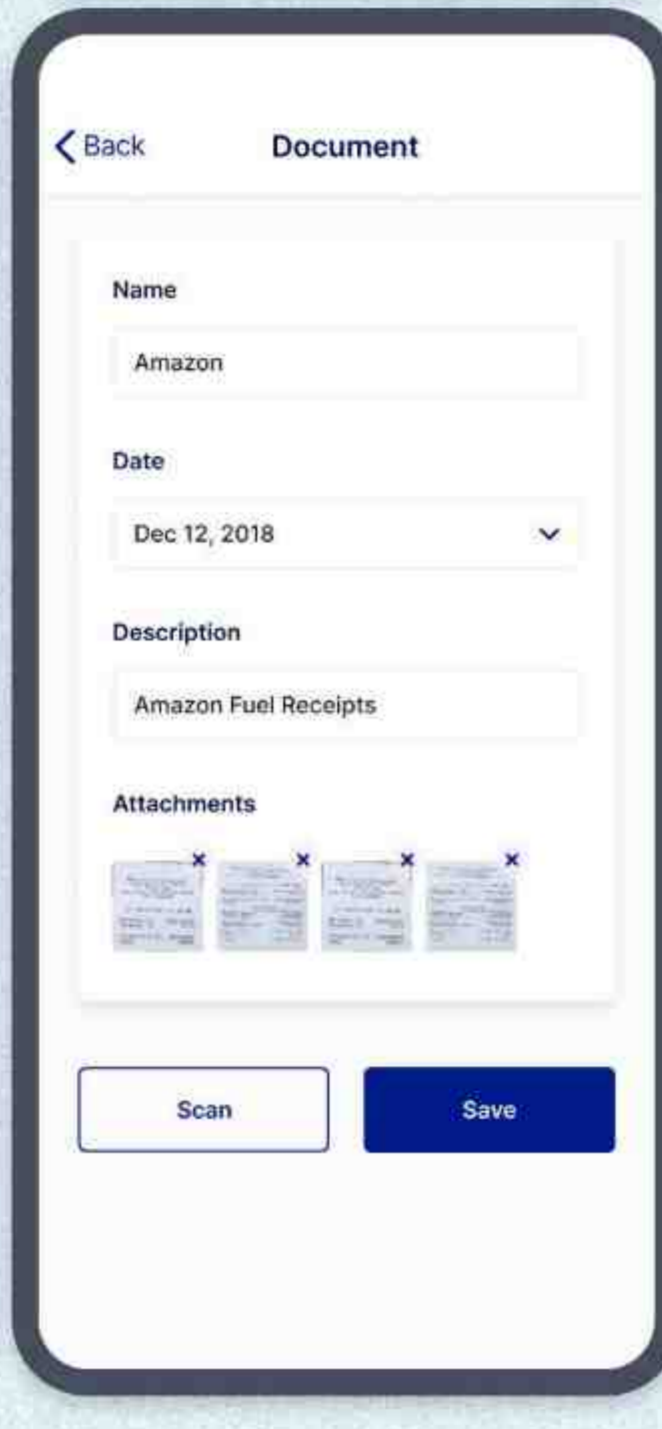 Back
Document
Name
Amazon
Date
Dec 12, 2018
Description
Amazon Fuel Receipts
Attachments
Scan
Save